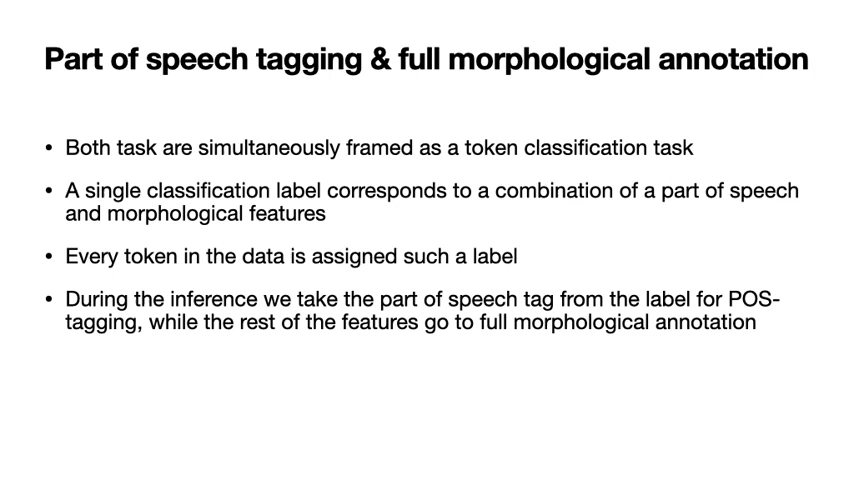 Part of speech tagging & full morphological annotation
• Both task are simultaneously framed as a token classification task
• A single classification label corresponds to a combination of a part of speech
and morphological features
• Every token in the data is assigned such a label
• During the inference we take the part of speech tag from the label for POS-
tagging, while the rest of the features go to full morphological annotation